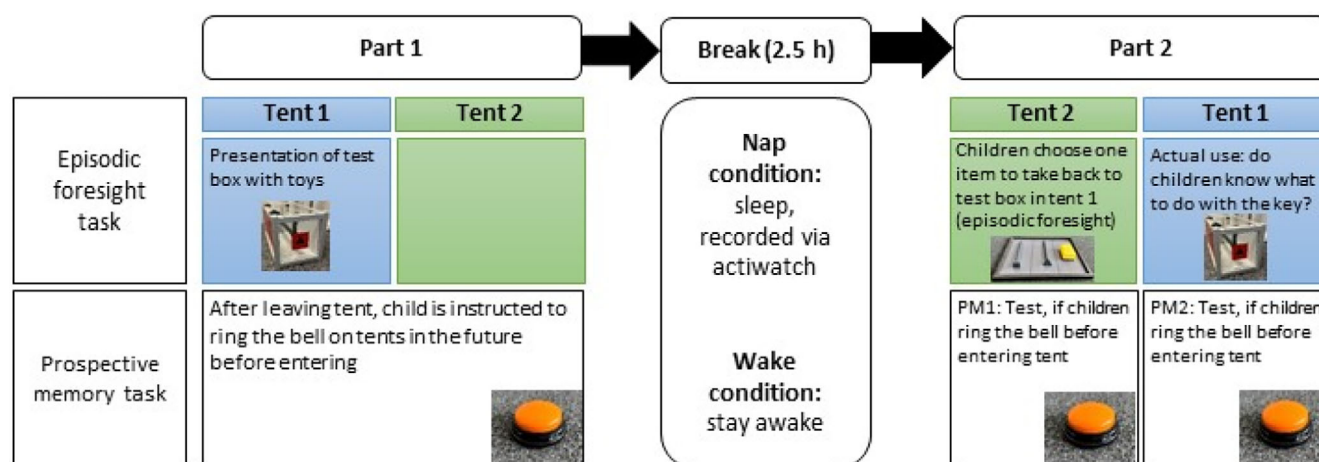 Part 1
Break (2.5 h)
Part 2
Episodic
foresight
task
Tent 1
Tent 2
Presentation of test
box with toys
Nap
condition:
sleep,
recorded via
actiwatch
Wake
condition:
stay awake
Tent 2
Tent 1
Children choose one
item to take back to
test box in tent 1
(episodic foresight)
Actual use: do
children know what
to do with the key?
Prospective
memory task
After leaving tent, child is instructed to
ring the bell on tents in the future
before entering
PM1: Test, if children
ring the bell before
entering tent
PM2: Test, if children
ring the bell before
entering tent